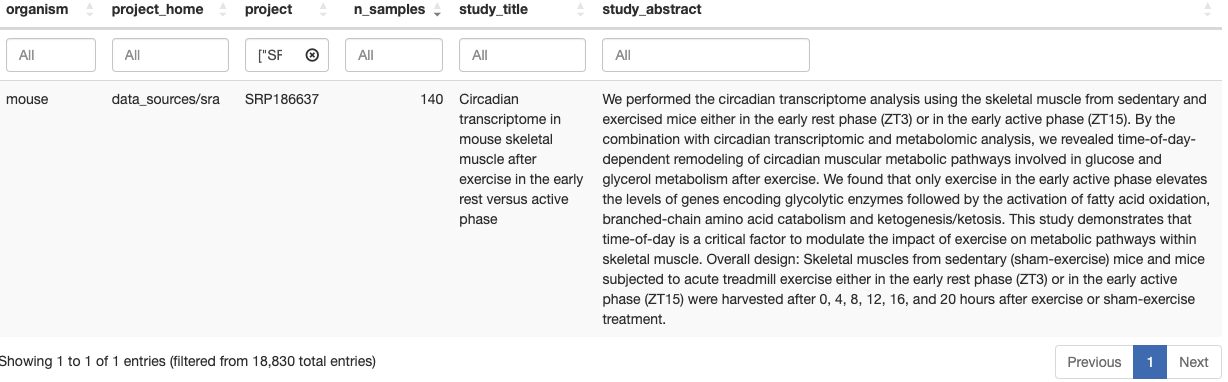 organism project_home project n_samples study_title study_abstract
All All ["SF All All All
mouse data_sources/sra SRP186637 140 Circadian We performed the circadian transcriptome analysis using the skeletal muscle from sedentary and
transcriptome in exercised mice either in the early rest phase (ZT3) or in the early active phase (ZT15). By the
mouse skeletal combination with circadian transcriptomic and metabolomic analysis, we revealed time-of-day-
muscle after dependent remodeling of circadian muscular metabolic pathways involved in glucose and
exercise in the early glycerol metabolism after exercise. We found that only exercise in the early active phase elevates
rest versus active the levels of genes encoding glycolytic enzymes followed by the activation of fatty acid oxidation,
phase branched-chain amino acid catabolism and ketogenesis/ketosis. This study demonstrates that
time-of-day is a critical factor to modulate the impact of exercise on metabolic pathways within
skeletal muscle. Overall design: Skeletal muscles from sedentary (sham-exercise) mice and mice
subjected to acute treadmill exercise either in the early rest phase (ZT3) or in the early active
phase (ZT15) were harvested after 0, 4, 8, 12, 16, and 20 hours after exercise or sham-exercise
treatment.
Showing 1 to 1 of 1 entries (filtered from 18,830 total entries) Previous 1 Next